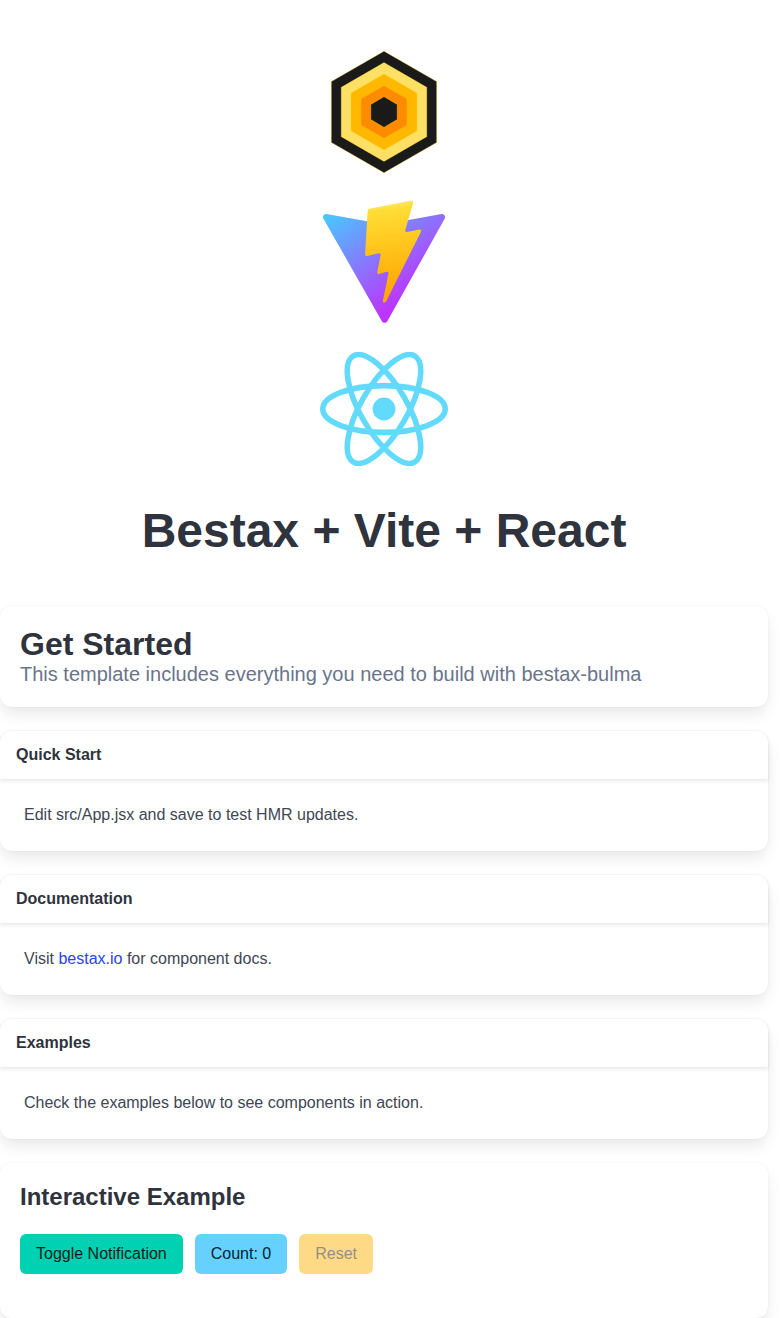 Bestax + Vite + React
Get Started
This template includes everything you need to build with bestax-bulma
Quick Start
Edit src/App.jsx and save to test HMR updates.
Documentation
Visit bestax.io for component docs.
Examples
Check the examples below to see components in action.
Interactive Example
Toggle Notification Count: 0 Reset